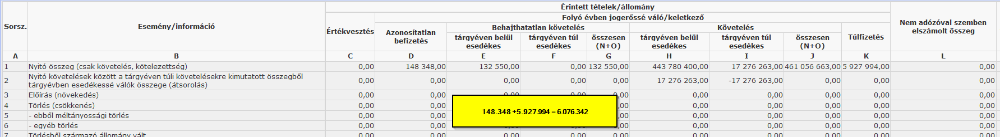 Érintett tételek/állomány
Folyó évben jogerőssé váló/keletkező
Sorsz. Esemény/információ Értékvesztés Azonosítatlan befizetés Behajthatatlan követelés Követelés Túlfizetés Nem adózóval szemben elszámolt összeg
tárgyéven belül esedékes tárgyéven túl esedékes összesen (N+O) tárgyéven belül esedékes tárgyéven túl esedékes összesen (N+O)
A B C D E F G H I J K L
1 Nyitó összeg (csak követelés, kötelezettség) 0,00 148 348,00 132 550,00 0,00 132 550,00 443 780 400,00 17 276 263,00 461 056 663,00 5 927 994,00 0,00
2 Nyitó követelések között a tárgyéven túli követelésekre kimutatott összegből
tárgyévben esedékessé válók összege (átsorolás) 0,00 0,00 0,00 0,00 0,00 17 276 263,00 -17 276 263,00 0,00 0,00 0,00
3 Előírás (növekedés) 0,00 0,00 0,00 0,00 0,00 0,00 0,00 0,00 0,00 0,00
4 Törlés (csökkenés) 0,00 0,00 0,00 0,00 0,00 0,00 0,00 0,00
5 - ebből méltányossági törlés 0,00 0,00 0,00 0,00 0,00 0,00 0,00 0,00
6 - egyéb törlés 0,00 0,00 0,00 0,00 0,00 0,00 0,00 0,00
7 Törlésből származó állomány vált. 0,00 0,00 0,00 0,00 0,00 0,00 0,00 0,00 0,00 0,00
148.348 +5.927.994 = 6.076.342